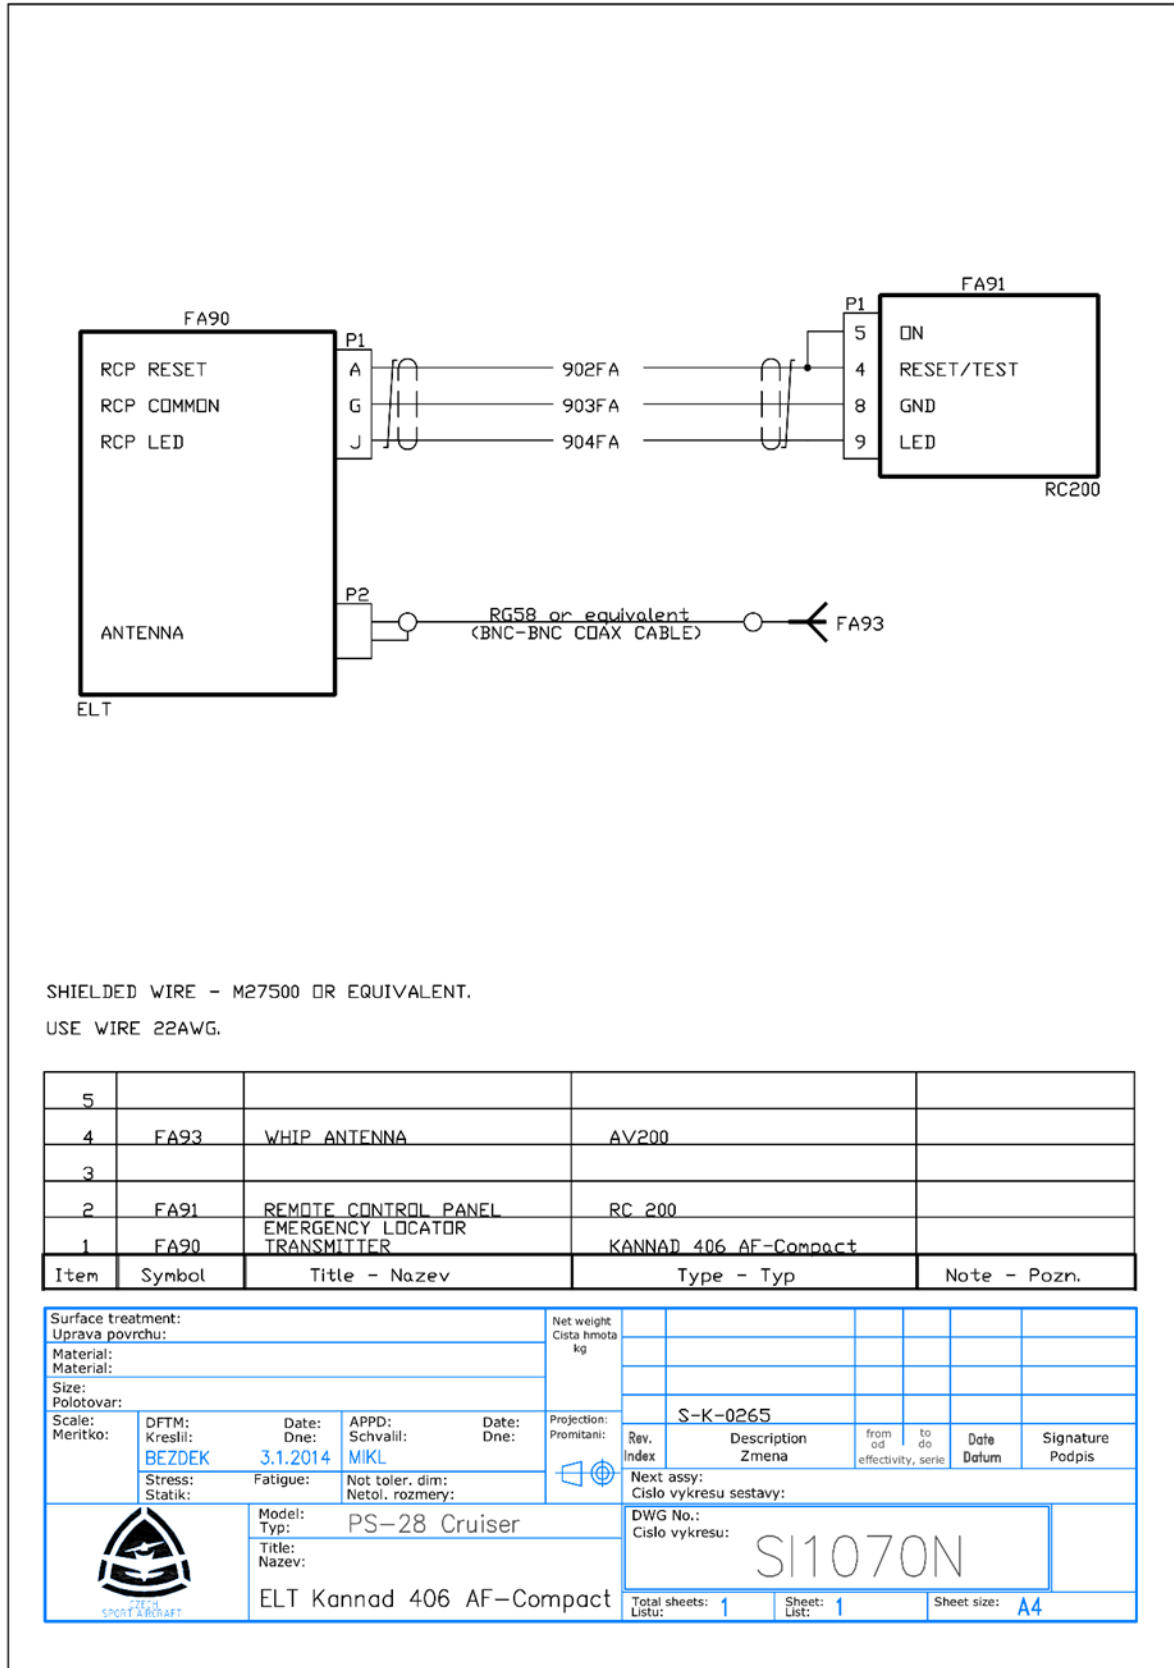 FA90
FA91
P1
P1
5 ON
RCP RESET A 902FA 4 RESET/TEST
RCP COMMON G 903FA 8 GND
RCP LED J 904FA 9 LED
RC200
P2
ANTENNA
RG58 or equivalent
(BNC-BNC COAX CABLE)
FA93
ELT
SHIELDED WIRE - M27500 OR EQUIVALENT.
USE WIRE 22AWG.
5
4 FA93 WHIP ANTENNA AV200
3
2 FA91 REMOTE CONTROL PANEL RC 200
1 FA90 EMERGENCY LOCATOR
TRANSMITTER KANNAD 406 AF-Compact
Item Symbol Title - Nazev Type - Typ Note - Pozn.
Surface treatment:
Uprava povrchu:
Material:
Material:
Size:
Polotovar:
Net weight
Cista hmota
kg
Scale:
Meritko:
DFTM: Date:
Kreslil: Dne:
BEZDEK 3.1.2014
APPD: Date:
Schvalil: Dne:
MIKL
Projection:
Promitani:
Stress: Fatigue:
Statik:
Not toler. dim:
Netol. rozmery:
S-K-0265
Rev.
Index
Description
Zmena
from to
od do
effectivity, serie
Date
Datum
Signature
Podpis
Next assy:
Cislo vykresu sestavy:
CZECH
SPORT AIRCRAFT
Model:
Typ:
PS-28 Cruiser
Title:
Nazev:
ELT Kannad 406 AF-Compact
DWG No.:
Cislo vykresu:
SI1070N
Total sheets: 1
Listu:
Sheet: 1
List:
Sheet size: A4